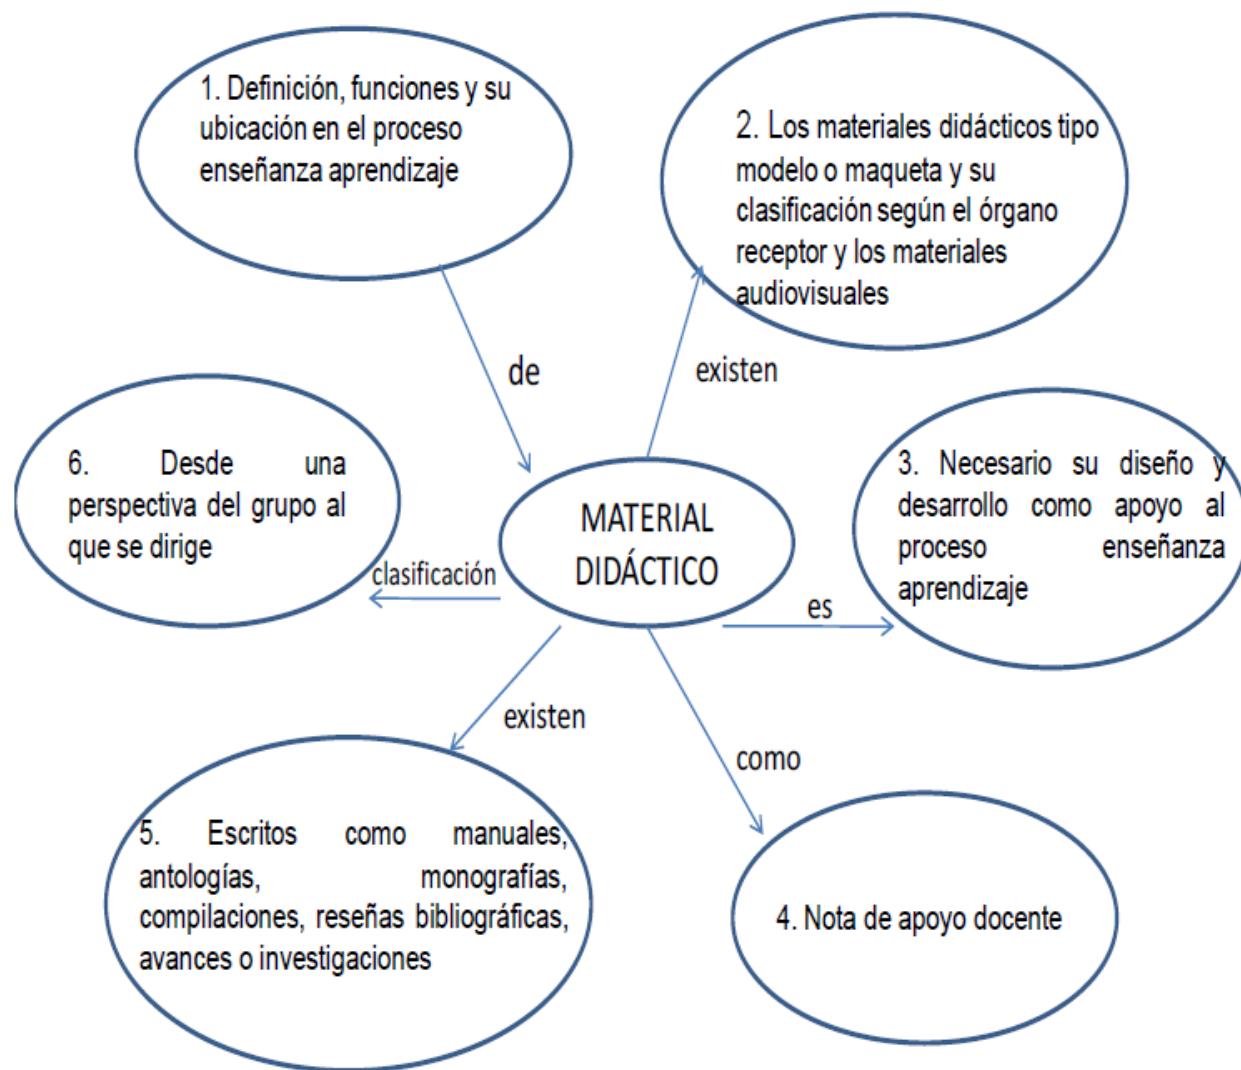 1. Definición, funciones y su
ubicación en el proceso
enseñanza aprendizaje
2. Los materiales didácticos tipo
modelo o maqueta y su
clasificación según el órgano
receptor y los materiales
audiovisuales
de
existen
6. Desde una
perspectiva del grupo al
que se dirige
MATERIAL
DIDÁCTICO
3. Necesario su diseño y
desarrollo como apoyo al
proceso enseñanza
aprendizaje
clasificación
es
existen
como
5. Escritos como manuales,
antologías, monografías,
compilaciones, reseñas bibliográficas,
avances o investigaciones
4. Nota de apoyo docente